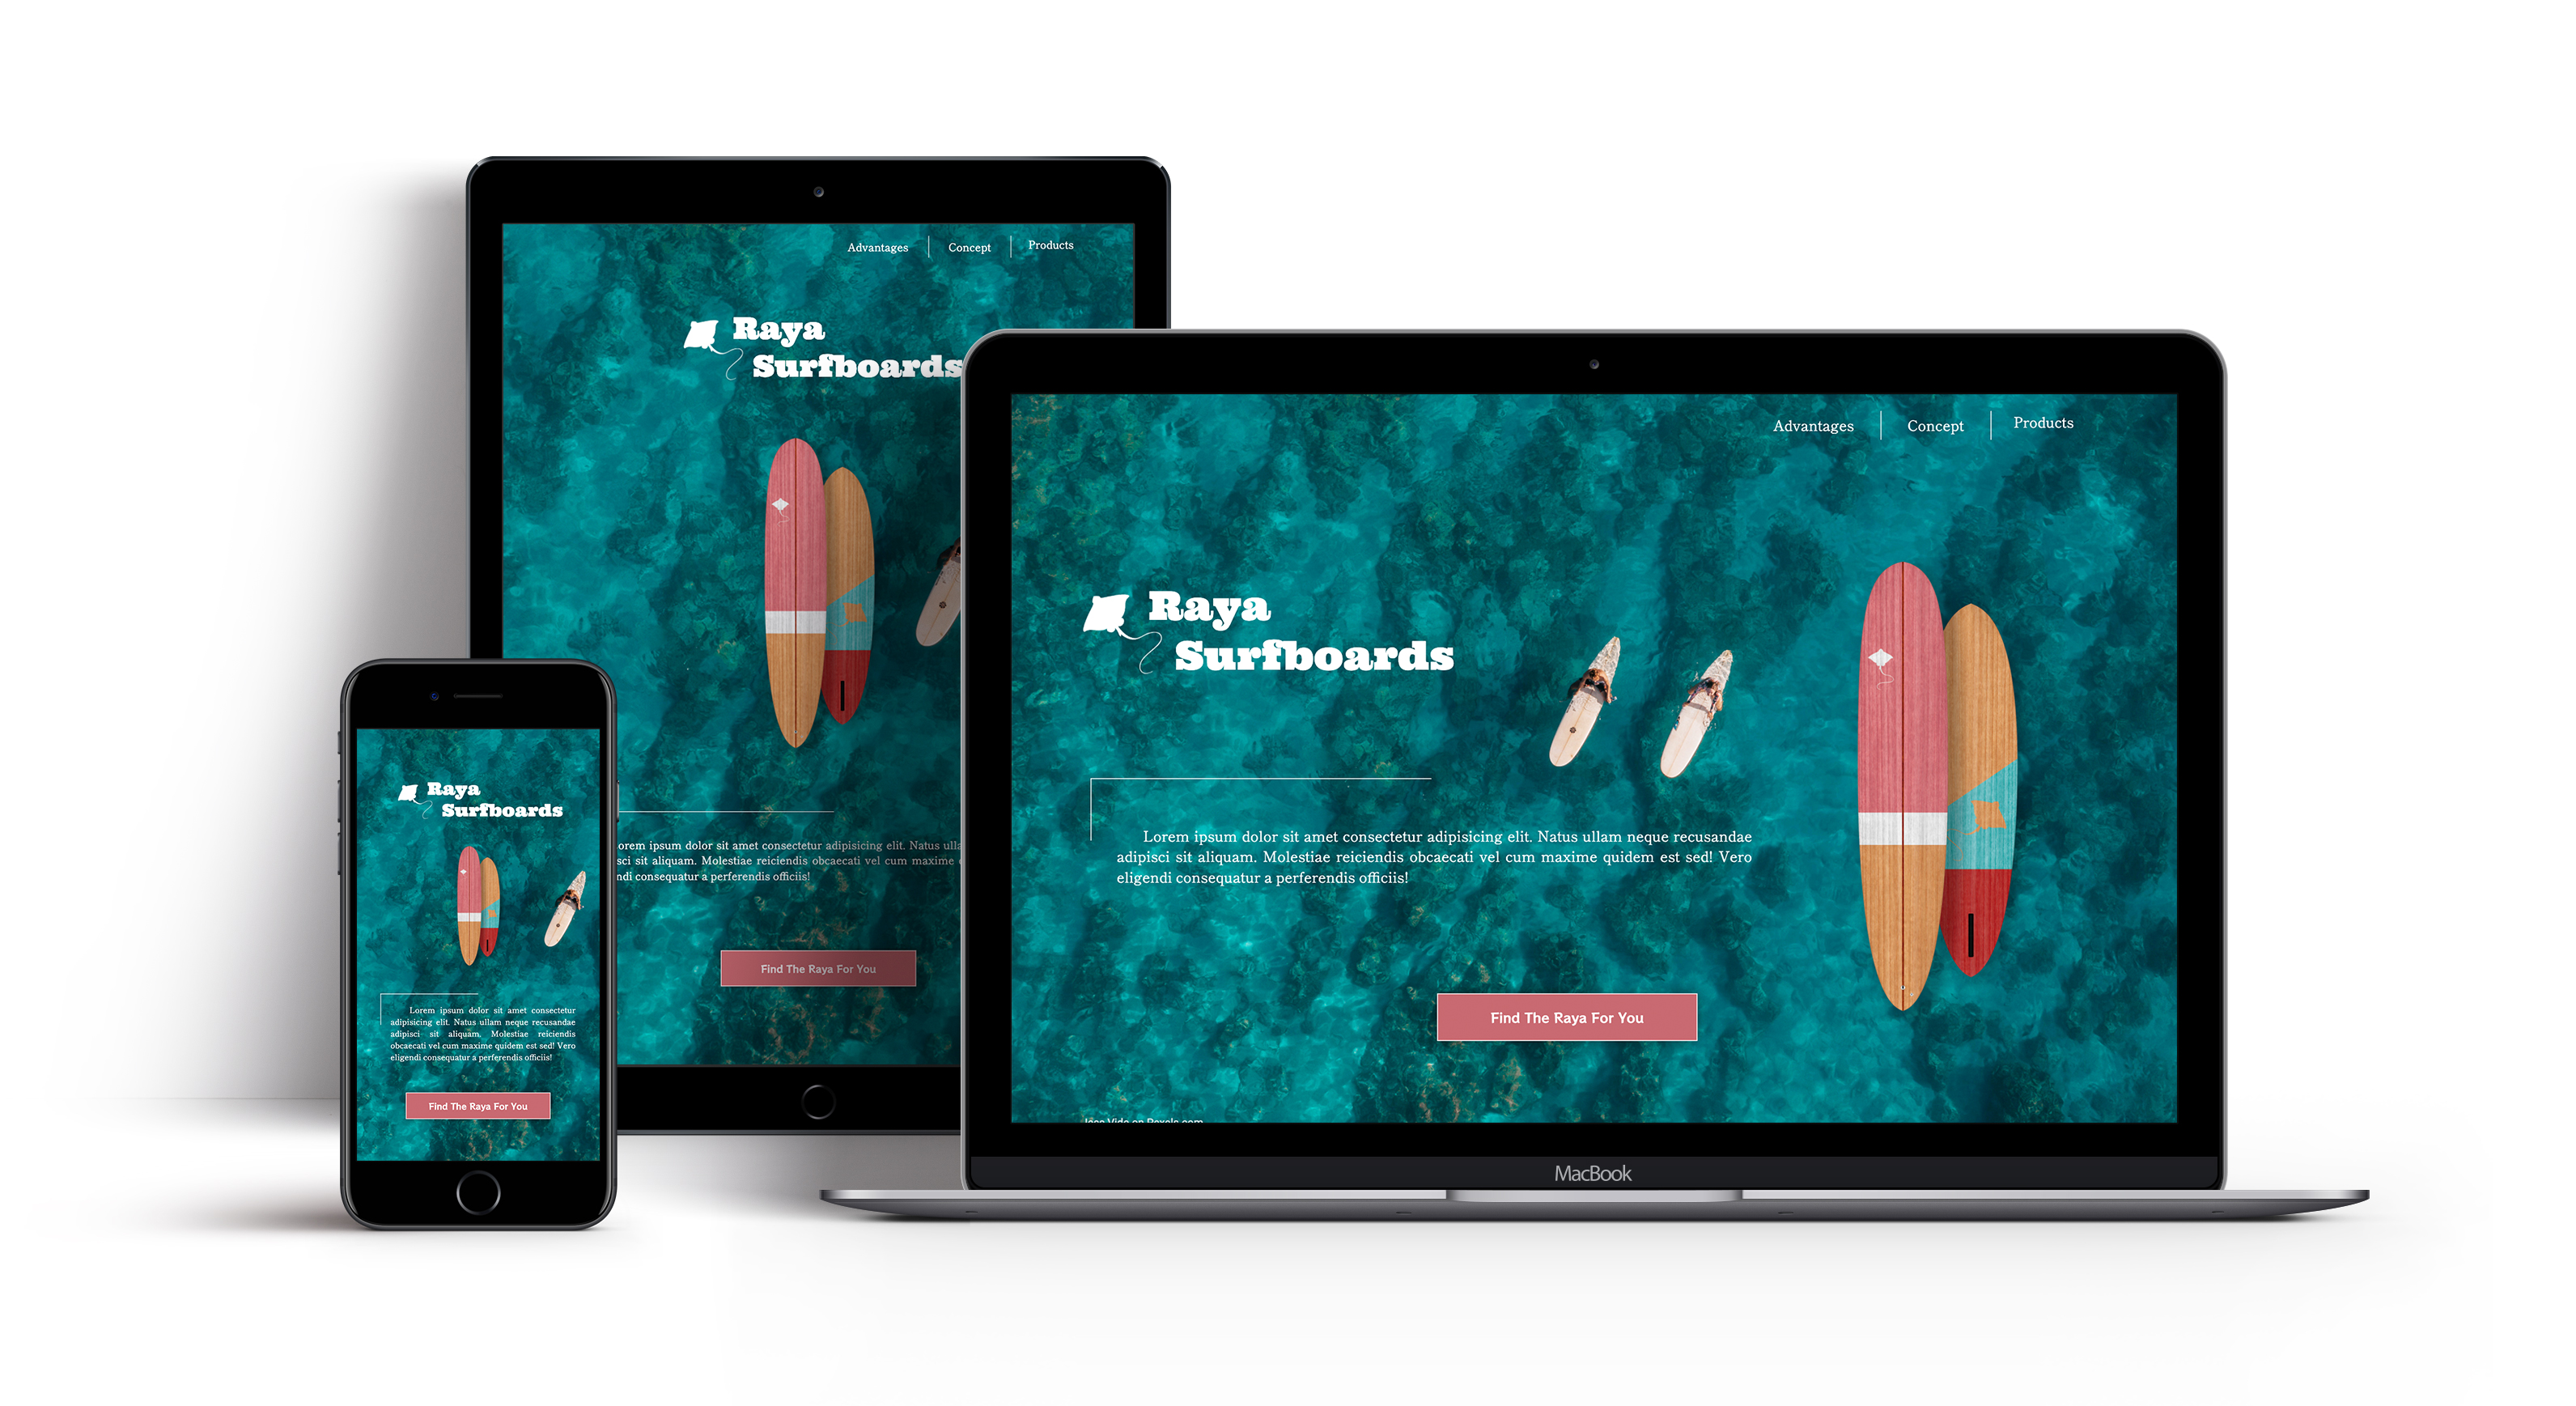 Advantages
Concept
Products
Raya
Surfboards
orem ipsum dolor sit amet consectetur adipisicing elit. Natus ulla
sci sit aliquam. Molestiae reiciendis obcaecati vel cum maxime
ndi consequatur a perferendis officiis!
Find The Raya For You
Raya
Surfboards
Lorem ipsum dolor sit amet consectetur
adipisicing elit. Natus ullam neque recusandae
adipisci sit aliquam. Molestiae reiciendis
obcaecati vel cum maxime quidem est sed! Vero
eligendi consequatur a perferendis officiis!
Find The Raya For You
Advantages
Concept
Products
Raya
Surfboards
Lorem ipsum dolor sit amet consectetur adipisicing elit. Natus ullam neque recusandae
adipisci sit aliquam. Molestiae reiciendis obcaecati vel cum maxime quidem est sed! Vero
eligendi consequatur a perferendis officiis!
Find The Raya For You
on Pexels.com
MacBook